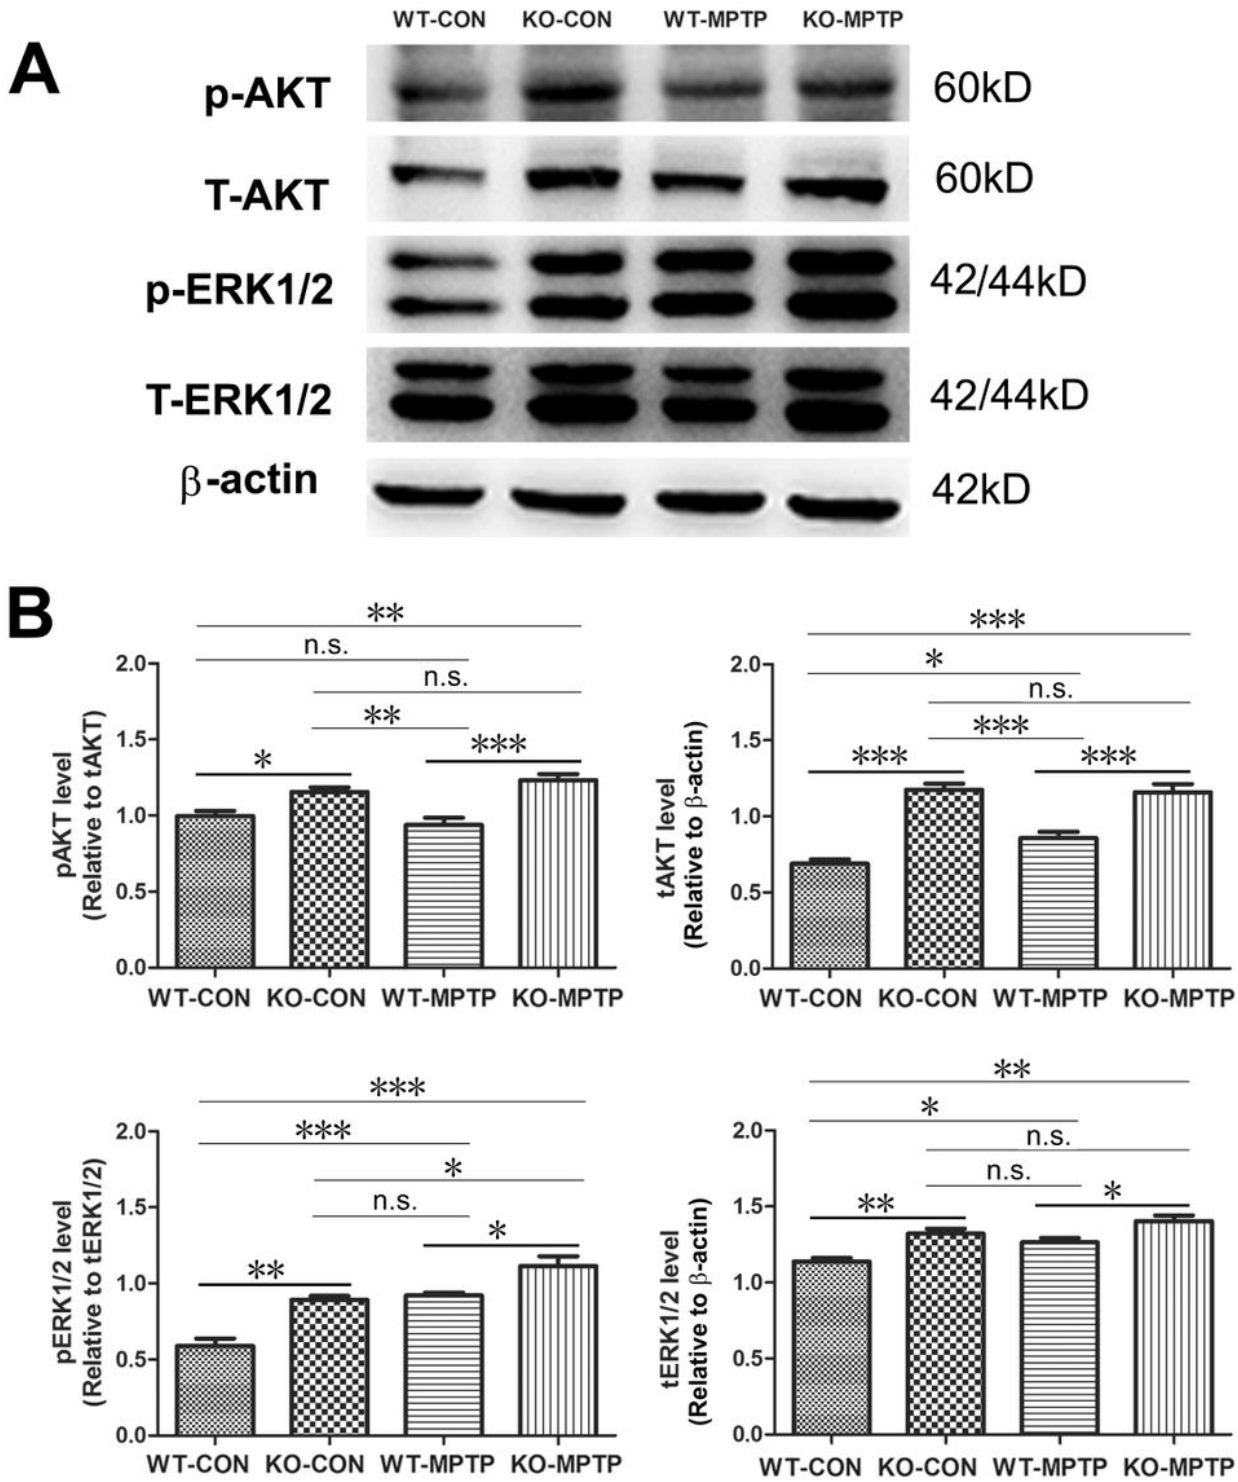 WT-CON KO-CON WT-MPTP KO-MPTP
A
p-AKT 60kD
T-AKT 60kD
p-ERK1/2 42/44kD
T-ERK1/2 42/44kD
β-actin 42kD
B
**
n.s.
n.s.
**
***
*
2.0
1.5
1.0
0.5
0.0
pAKT level
(Relative to tAKT)
WT-CON KO-CON WT-MPTP KO-MPTP
***
*
n.s.
***
*** ***
2.0
1.5
1.0
0.5
0.0
tAKT level
(Relative to β-actin)
WT-CON KO-CON WT-MPTP KO-MPTP
***
***
*
n.s.
*
**
2.0
1.5
1.0
0.5
0.0
pERK1/2 level
(Relative to tERK1/2)
WT-CON KO-CON WT-MPTP KO-MPTP
**
*
n.s.
n.s.
** *
2.0
1.5
1.0
0.5
0.0
tERK1/2 level
(Relative to β-actin)
WT-CON KO-CON WT-MPTP KO-MPTP